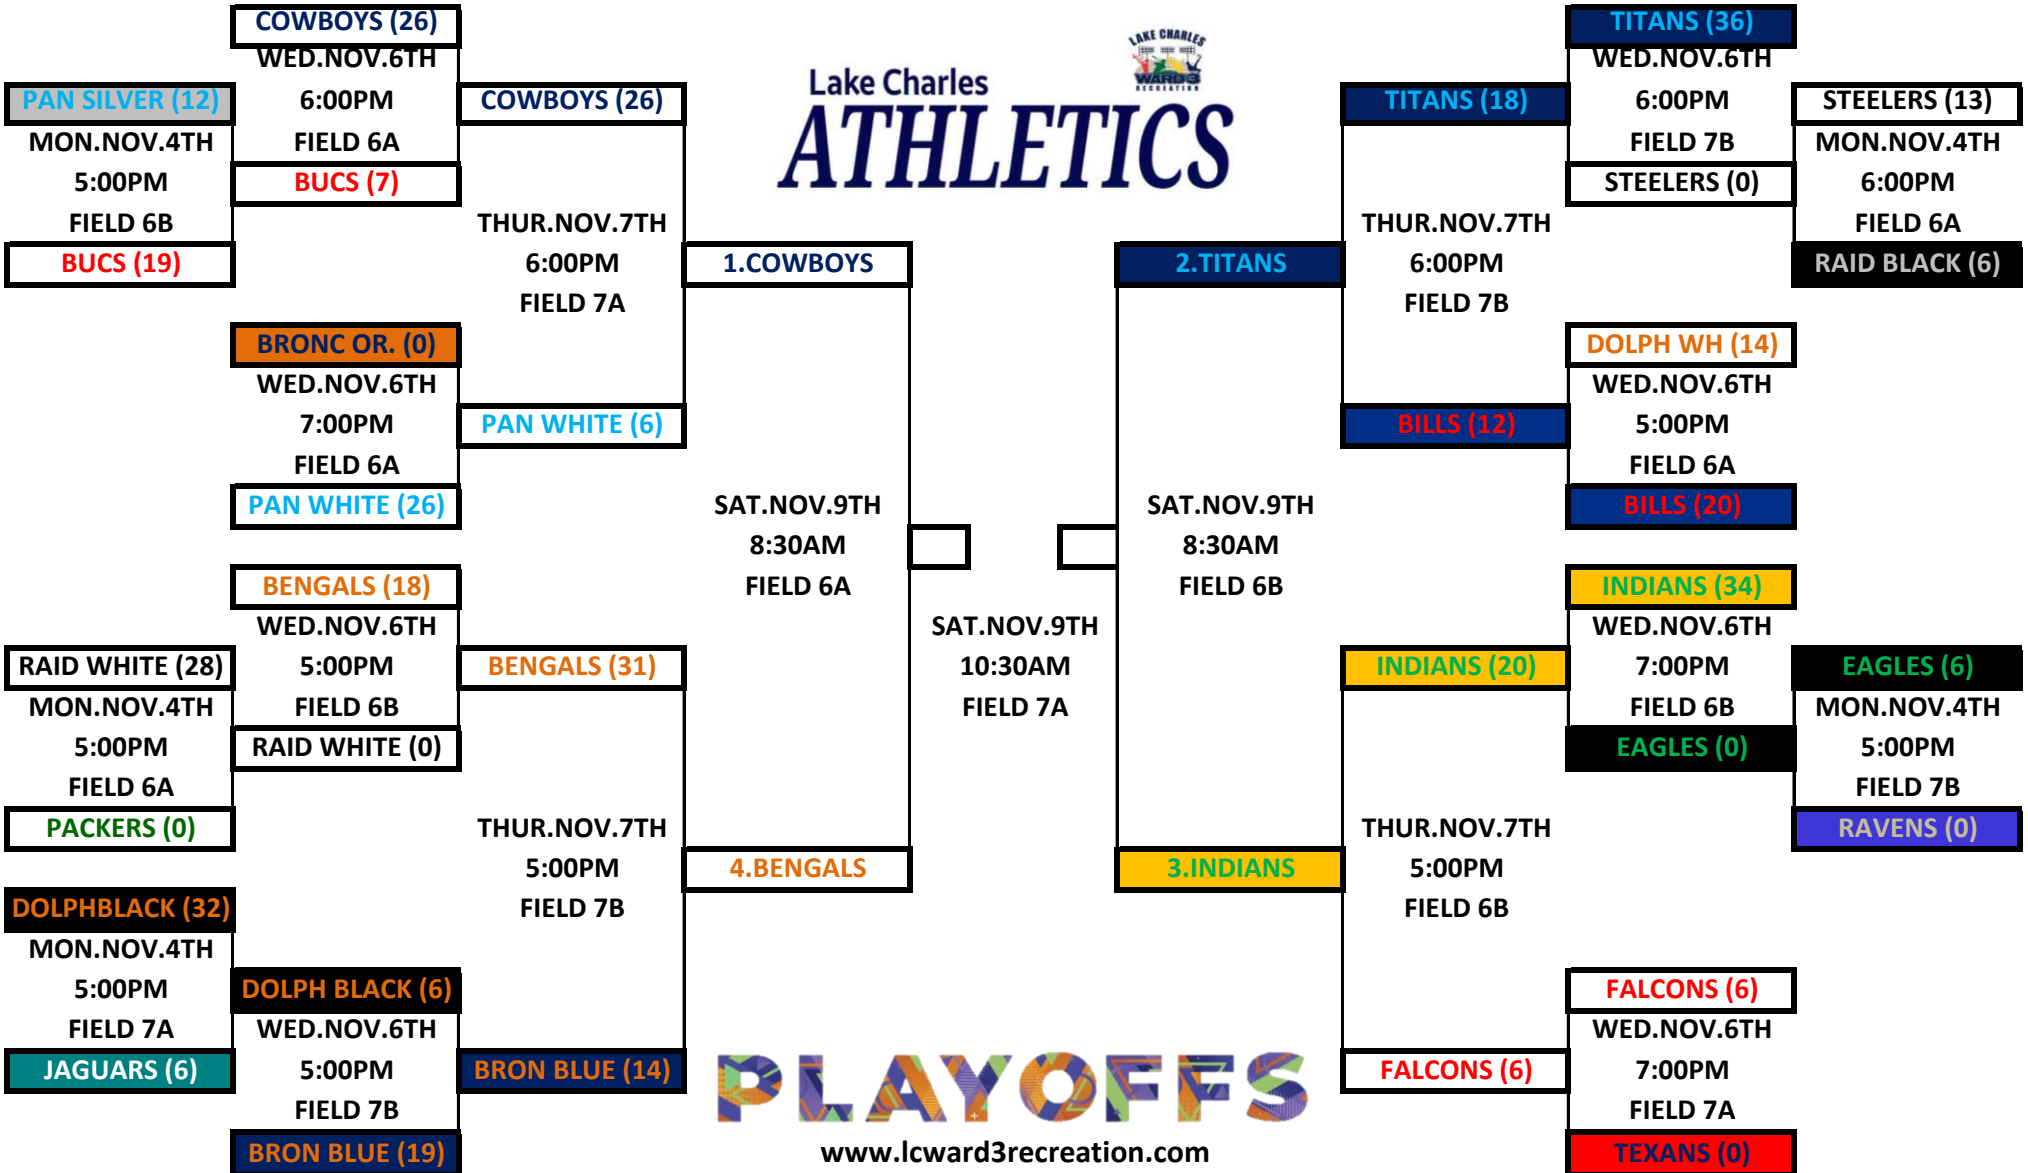 COWBOYS (26)
WED.NOV.6TH
6:00PM
FIELD 6A
BUCS (7)
PAN SILVER (12)
MON.NOV.4TH
5:00PM
FIELD 6B
BUCS (19)
COWBOYS (26)
THUR.NOV.7TH
6:00PM
FIELD 7A
PAN WHITE (6)
BRONC OR. (0)
WED.NOV.6TH
7:00PM
FIELD 6A
PAN WHITE (26)
1.COWBOYS
SAT.NOV.9TH
8:30AM
FIELD 6A
4.BENGALS
BENGALS (18)
WED.NOV.6TH
5:00PM
FIELD 6B
RAID WHITE (0)
RAID WHITE (28)
MON.NOV.4TH
5:00PM
FIELD 6A
PACKERS (0)
BENGALS (31)
THUR.NOV.7TH
5:00PM
FIELD 7B
BRON BLUE (14)
DOLPHBLACK (32)
MON.NOV.4TH
5:00PM
FIELD 7A
JAGUARS (6)
DOLPH BLACK (6)
WED.NOV.6TH
5:00PM
FIELD 7B
BRON BLUE (19)
LAKE CHARLES
WARD 3
RECREATION
Lake Charles
ATHLETICS
SAT.NOV.9TH
10:30AM
FIELD 7A
PLAYOFFS
www.lcward3recreation.com
2.TITANS
SAT.NOV.9TH
8:30AM
FIELD 6B
3.INDIANS
TITANS (18)
THUR.NOV.7TH
6:00PM
FIELD 7B
BILLS (12)
TITANS (36)
WED.NOV.6TH
6:00PM
FIELD 7B
STEELERS (0)
STEELERS (13)
MON.NOV.4TH
6:00PM
FIELD 6A
RAID BLACK (6)
DOLPH WH (14)
WED.NOV.6TH
5:00PM
FIELD 6A
BILLS (20)
INDIANS (20)
THUR.NOV.7TH
5:00PM
FIELD 6B
FALCONS (6)
INDIANS (34)
WED.NOV.6TH
7:00PM
FIELD 6B
EAGLES (0)
EAGLES (6)
MON.NOV.4TH
5:00PM
FIELD 7B
RAVENS (0)
FALCONS (6)
WED.NOV.6TH
7:00PM
FIELD 7A
TEXANS (0)